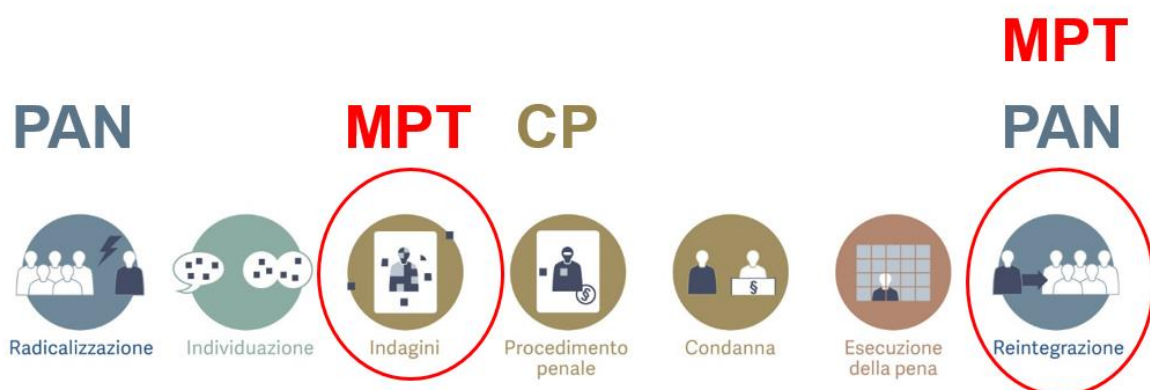 MPT
PAN MPT CP PAN
§
§
Radicalizzazione Individuazione Indagini Procedimento penale Condanna Esecuzione della pena Reintegrazione